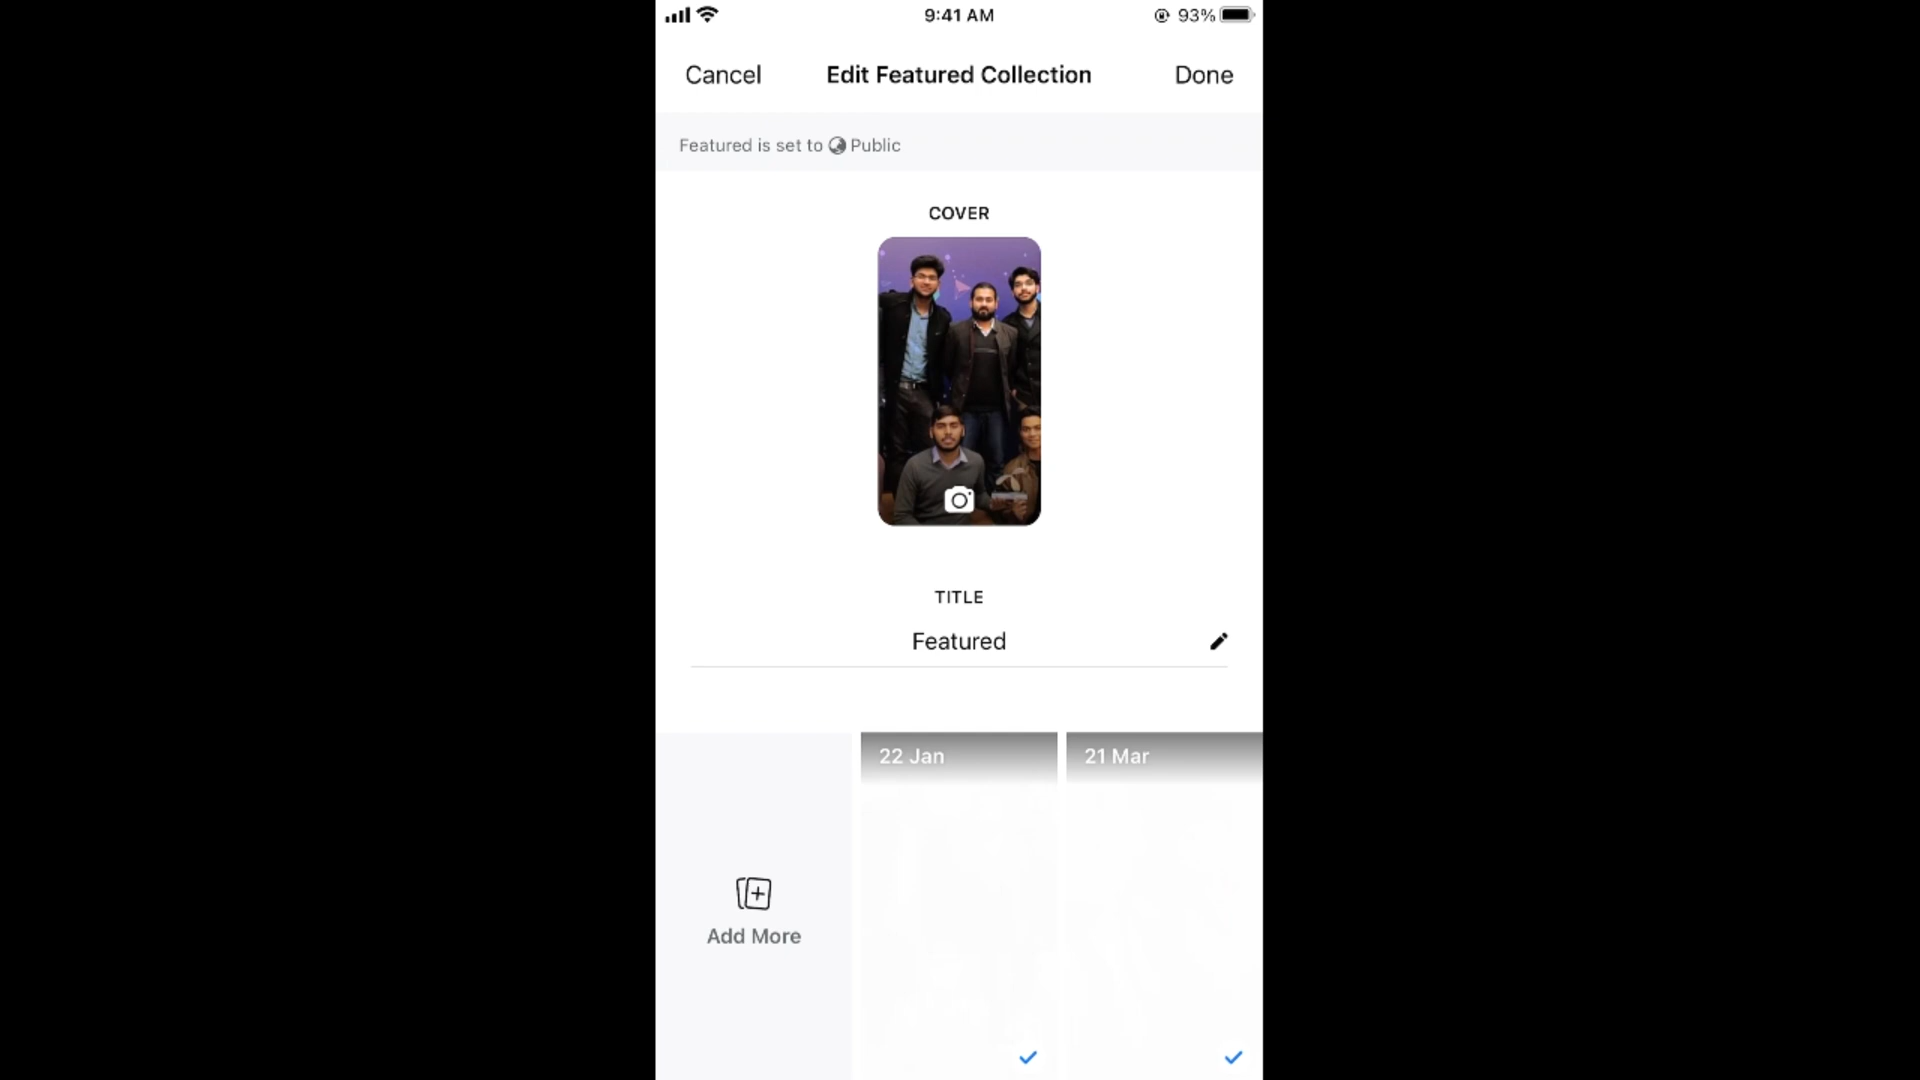 9:41 AM
93%
Cancel
Edit Featured Collection
Done
Featured is set to Public
COVER
TITLE
Featured
22 Jan
21 Mar
Add More